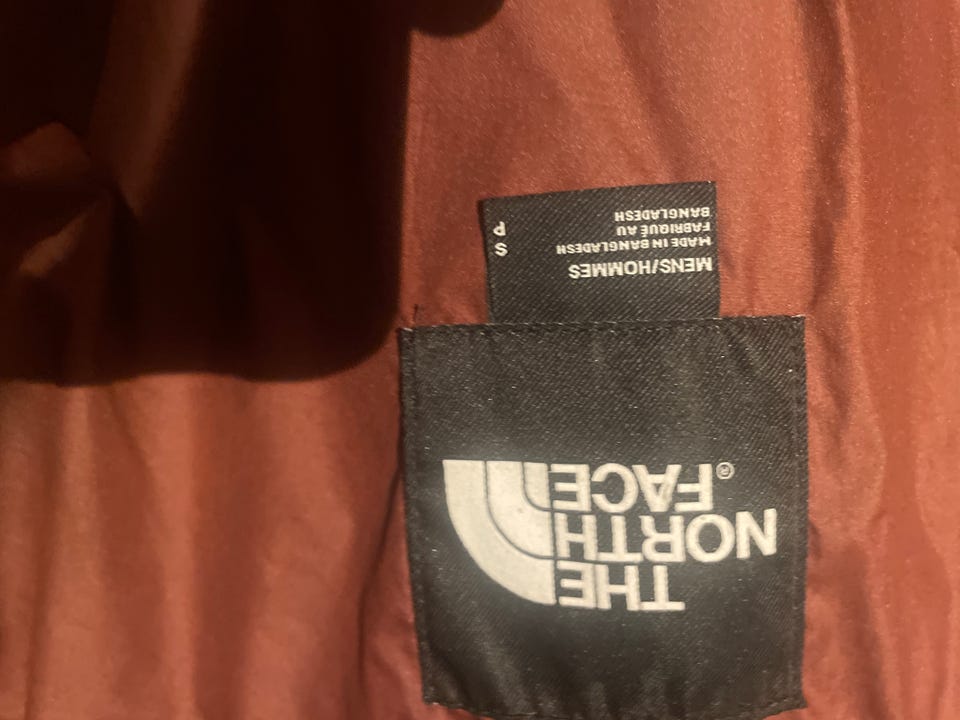 THE
NORTH
FACE®
MENS/HOMMES
MADE IN BANGLADESH S
FABRIQUÉ AU P
BANGLADESH